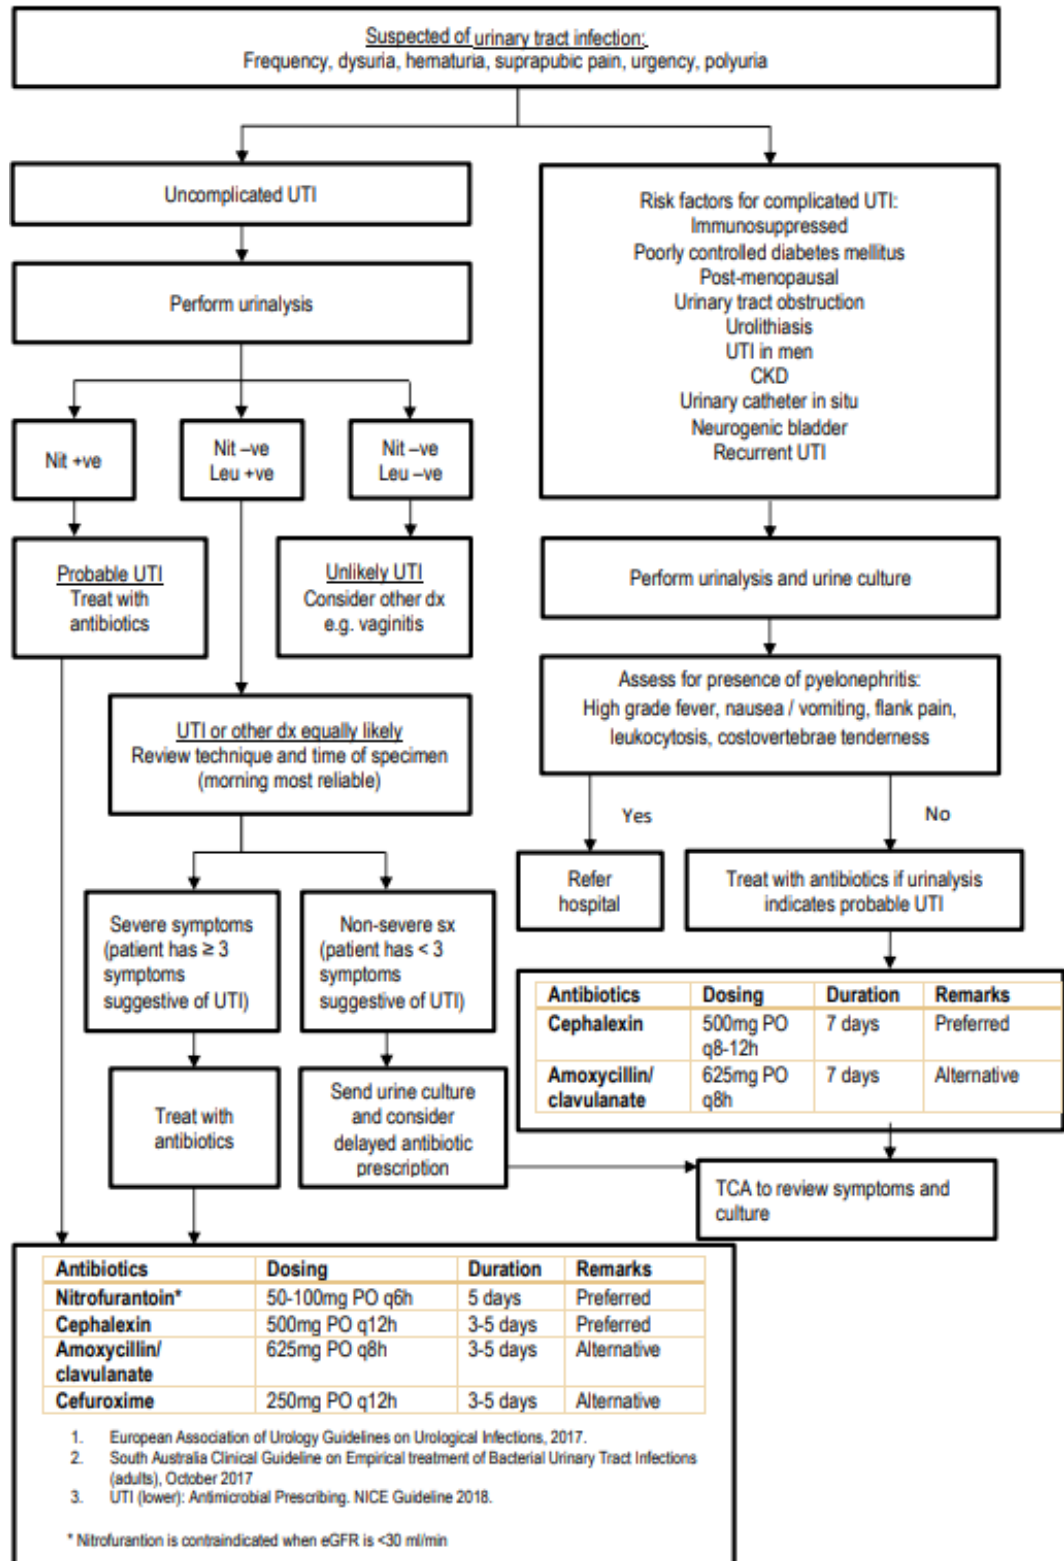 Suspected of urinary tract infection:
Frequency, dysuria, hematuria, suprapubic pain, urgency, polyuria
Uncomplicated UTI
Perform urinalysis
Nit +ve
Nit –ve
Leu +ve
Nit –ve
Leu –ve
Probable UTI
Treat with
antibiotics
Unlikely UTI
Consider other dx
e.g. vaginitis
UTI or other dx equally likely
Review technique and time of specimen
(morning most reliable)
Severe symptoms
(patient has ≥ 3
symptoms
suggestive of UTI)
Non-severe sx
(patient has < 3
symptoms
suggestive of UTI)
Treat with
antibiotics
Send urine culture
and consider
delayed antibiotic
prescription
Risk factors for complicated UTI:
Immunosuppressed
Poorly controlled diabetes mellitus
Post-menopausal
Urinary tract obstruction
Urolithiasis
UTI in men
CKD
Urinary catheter in situ
Neurogenic bladder
Recurrent UTI
Perform urinalysis and urine culture
Assess for presence of pyelonephritis:
High grade fever, nausea / vomiting, flank pain,
leukocytosis, costovertebrae tenderness
Yes
No
Refer
hospital
Treat with antibiotics if urinalysis
indicates probable UTI
Antibiotics Dosing Duration Remarks
Cephalexin 500mg PO 7 days Preferred
q8-12h
Amoxycillin/ 625mg PO 7 days Alternative
clavulanate q8h
TCA to review symptoms and
culture
Antibiotics Dosing Duration Remarks
Nitrofurantoin* 50-100mg PO q6h 5 days Preferred
Cephalexin 500mg PO q12h 3-5 days Preferred
Amoxycillin/ 625mg PO q8h 3-5 days Alternative
clavulanate
Cefuroxime 250mg PO q12h 3-5 days Alternative
1. European Association of Urology Guidelines on Urological Infections, 2017.
2. South Australia Clinical Guideline on Empirical treatment of Bacterial Urinary Tract Infections
(adults), October 2017
3. UTI (lower): Antimicrobial Prescribing. NICE Guideline 2018.
* Nitrofurantion is contraindicated when eGFR is <30 ml/min